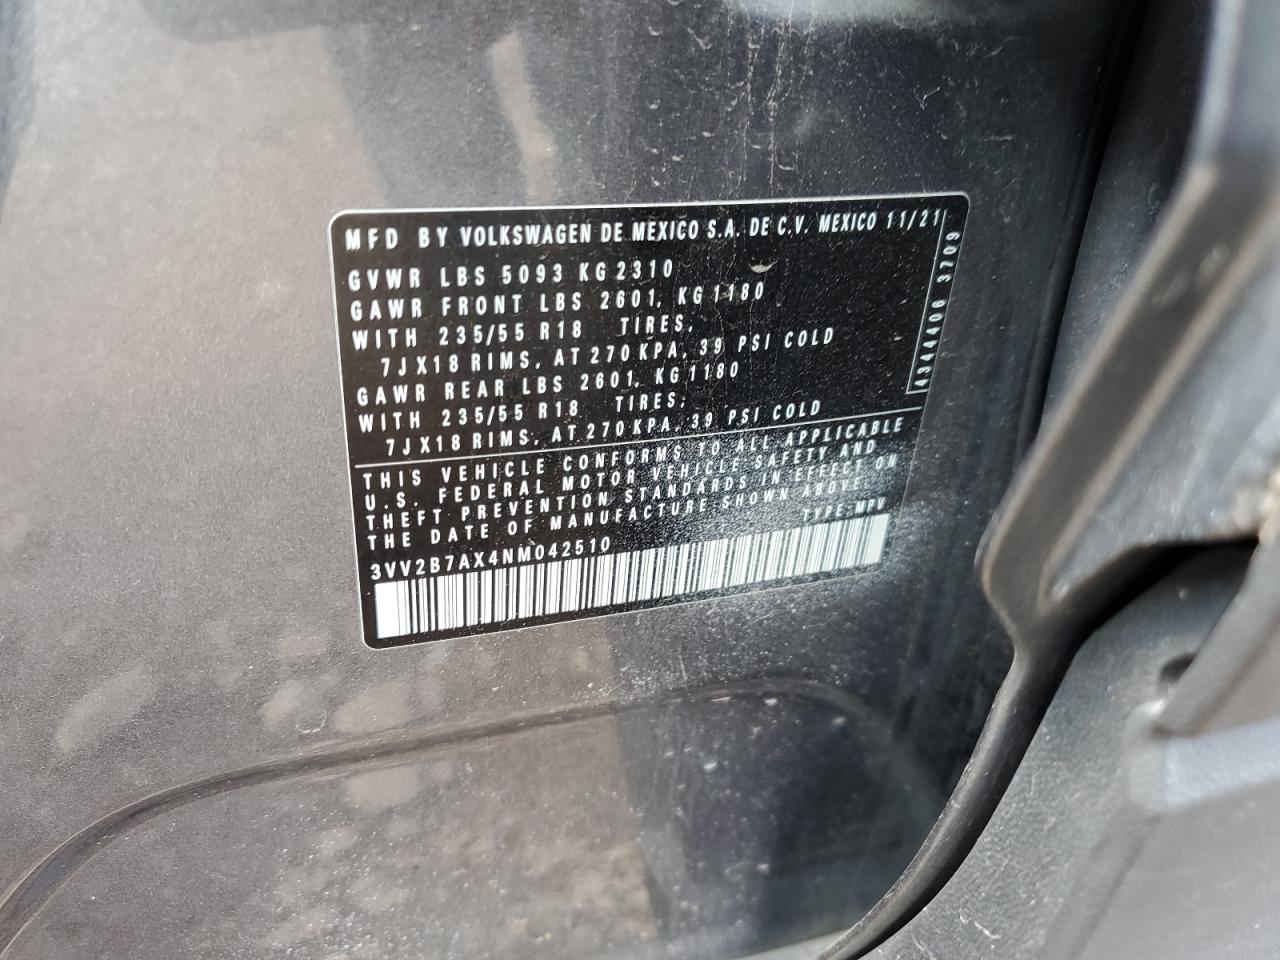 MFD BY VOLKSWAGEN DE MEXICO S.A. DE C.V. MEXICO 11/21
GVWR LBS 5093 KG 2310
GAWR FRONT LBS 2601, KG 1180
WITH 235/55 R18 TIRES,
7JX18 RIMS, AT 270 KPA, 39 PSI COLD
GAWR REAR LBS 2601, KG 1180
WITH 235/55 R18 TIRES;
7JX18 RIMS, AT 270 KPA, 39 PSI COLD
THIS VEHICLE CONFORMS TO ALL APPLICABLE
U.S. FEDERAL MOTOR VEHICLE SAFETY AND
THEFT PREVENTION STANDARDS IN EFFECT ON
THE DATE OF MANUFACTURE SHOWN ABOVE.
TYPE: MPV
3VV2B7AX4NM042510
4344406 3709